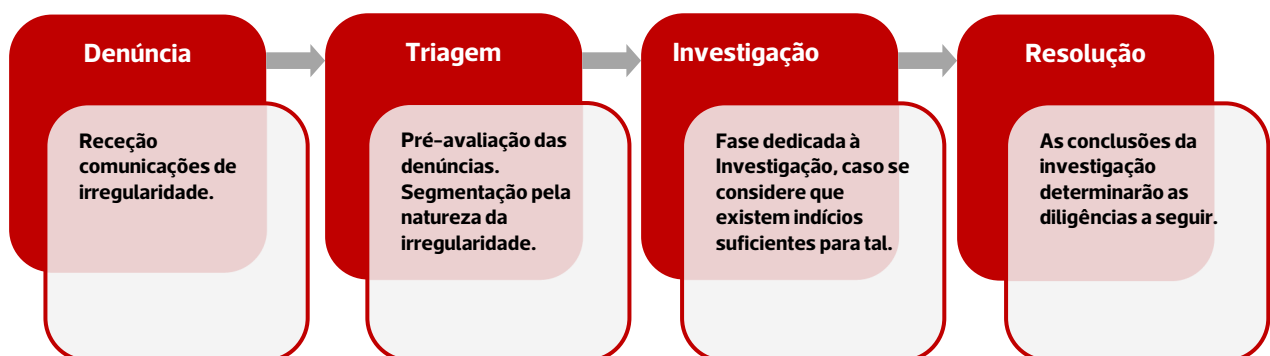 Denúncia
Receção
comunicações de
irregularidade.
Triagem
Pré-avaliação das
denúncias.
Segmentação pela
natureza da
irregularidade.
Investigação
Fase dedicada à
Investigação, caso se
considere que
existem indícios
suficientes para tal.
Resolução
As conclusões da
investigação
determinarão as
diligências a seguir.